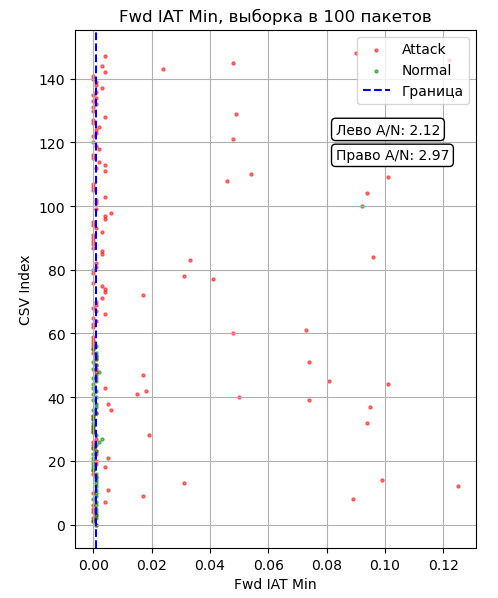 Fwd IAT Min, выборка в 100 пакетов
Attack
Normal
Граница
Лево A/N: 2.12
Право A/N: 2.97
CSV Index
140
120
100
80
60
40
20
0
0.00 0.02 0.04 0.06 0.08 0.10 0.12
Fwd IAT Min